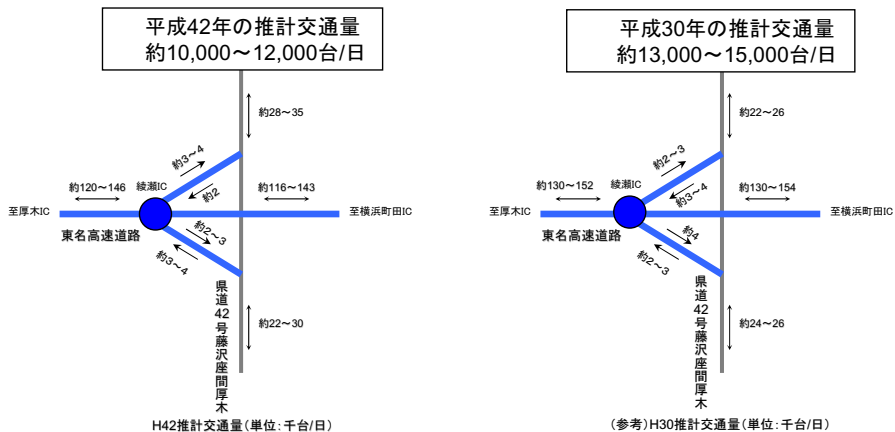 平成42年の推計交通量
約10,000～12,000台/日
約28～35
約3～4
綾瀬IC
約2
約120～146
約116～143
至厚木IC
至横浜町田IC
東名高速道路
約2～3
約3～4
県道42号藤沢座間厚木
約22～30
H42推計交通量(単位:千台/日)
平成30年の推計交通量
約13,000～15,000台/日
約22～26
約2～3
綾瀬IC
約3～4
約130～152
約130～154
至厚木IC
至横浜町田IC
東名高速道路
約4
約2～3
県道42号藤沢座間厚木
約24～26
(参考)H30推計交通量(単位:千台/日)